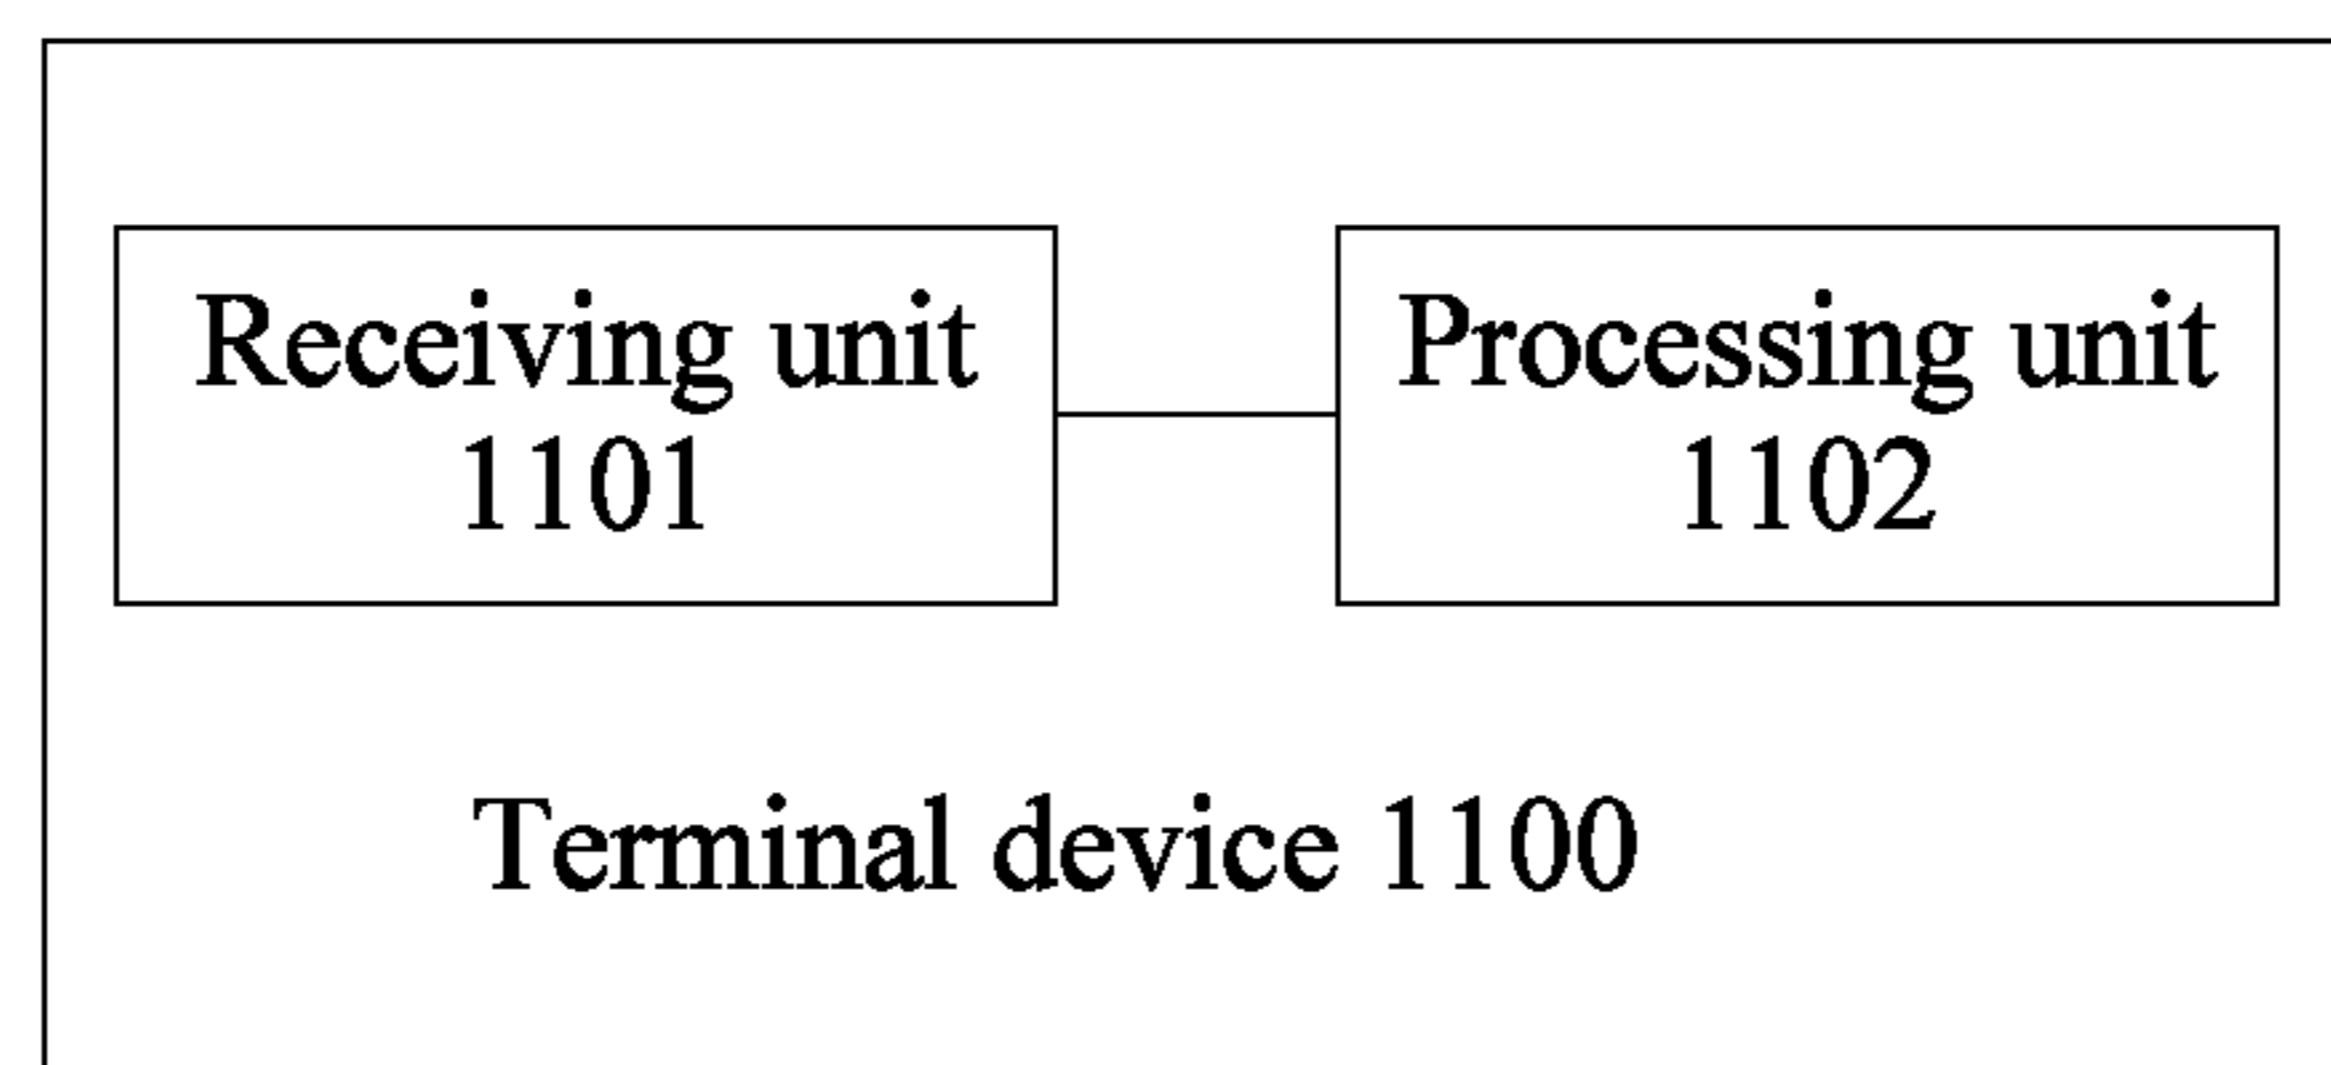 Receiving unit
1101
Processing unit
1102
Terminal device 1100